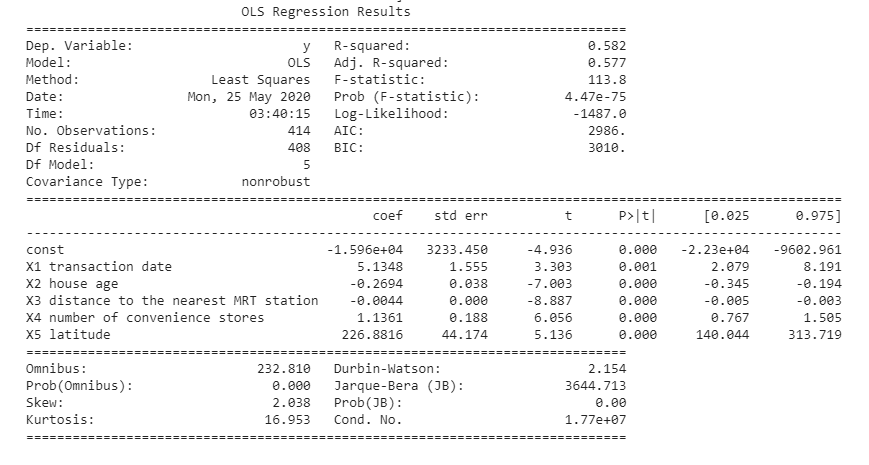 OLS Regression Results
==============================================================================
Dep. Variable: y R-squared: 0.582
Model: OLS Adj. R-squared: 0.577
Method: Least Squares F-statistic: 113.8
Date: Mon, 25 May 2020 Prob (F-statistic): 4.47e-75
Time: 03:40:15 Log-Likelihood: -1487.0
No. Observations: 414 AIC: 2986.
Df Residuals: 408 BIC: 3010.
Df Model: 5
Covariance Type: nonrobust
==========================================================================================================
coef std err t P>|t| [0.025 0.975]
----------------------------------------------------------------------------------------------------------
const -1.596e+04 3233.450 -4.936 0.000 -2.23e+04 -9602.961
X1 transaction date 5.1348 1.555 3.303 0.001 2.079 8.191
X2 house age -0.2694 0.038 -7.003 0.000 -0.345 -0.194
X3 distance to the nearest MRT station -0.0044 0.000 -8.887 0.000 -0.005 -0.003
X4 number of convenience stores 1.1361 0.188 6.056 0.000 0.767 1.505
X5 latitude 226.8816 44.174 5.136 0.000 140.044 313.719
==============================================================================
Omnibus: 232.810 Durbin-Watson: 2.154
Prob(Omnibus): 0.000 Jarque-Bera (JB): 3644.713
Skew: 2.038 Prob(JB): 0.00
Kurtosis: 16.953 Cond. No. 1.77e+07
==============================================================================